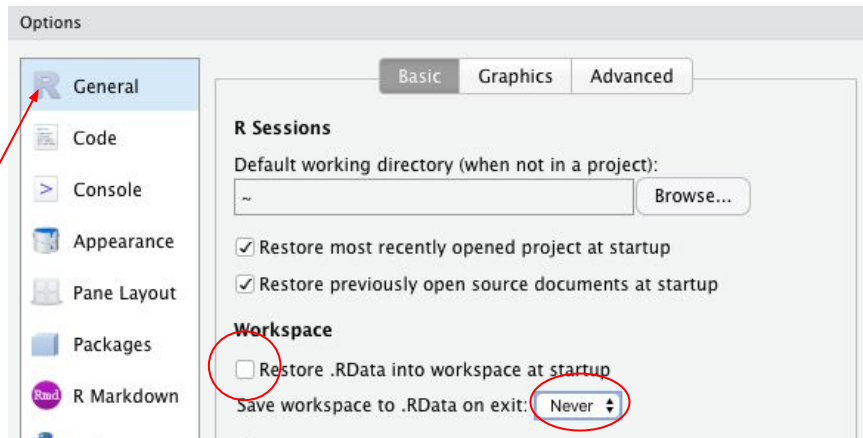 Options
General
Code
Console
Appearance
Pane Layout
Packages
Rmd R Markdown
Basic Graphics Advanced
R Sessions
Default working directory (when not in a project):
~ Browse...
Restore most recently opened project at startup
Restore previously open source documents at startup
Workspace
Restore .RData into workspace at startup
Save workspace to .RData on exit: Never